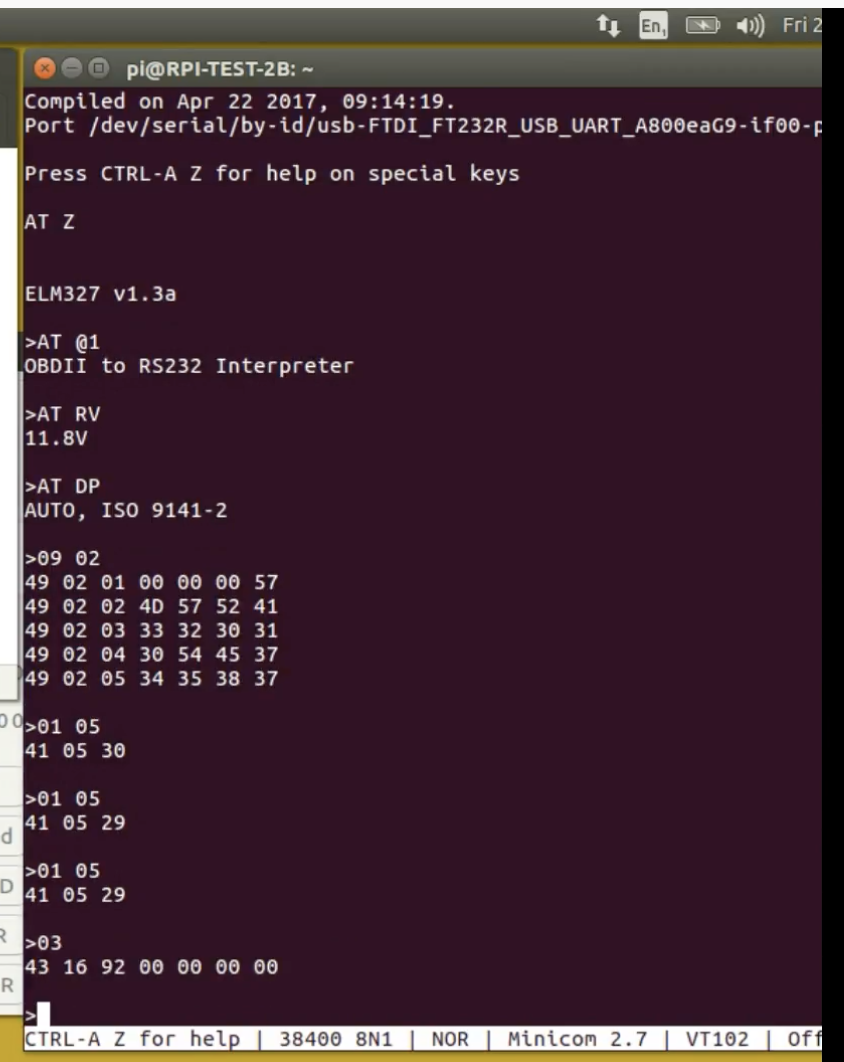 En₁ Fri 2
pi@RPI-TEST-2B: ~
Compiled on Apr 22 2017, 09:14:19.
Port /dev/serial/by-id/usb-FTDI_FT232R_USB_UART_A800eaG9-if00-p
Press CTRL-A Z for help on special keys
AT Z
ELM327 v1.3a
>AT @1
OBDII to RS232 Interpreter
>AT RV
11.8V
>AT DP
AUTO, ISO 9141-2
>09 02
49 02 01 00 00 00 57
49 02 02 4D 57 52 41
49 02 03 33 32 30 31
49 02 04 30 54 45 37
49 02 05 34 35 38 37
>01 05
41 05 30
>01 05
41 05 29
>01 05
41 05 29
>03
43 16 92 00 00 00 00
>
CTRL-A Z for help | 38400 8N1 | NOR | Minicom 2.7 | VT102 | Off
d
D
R
R